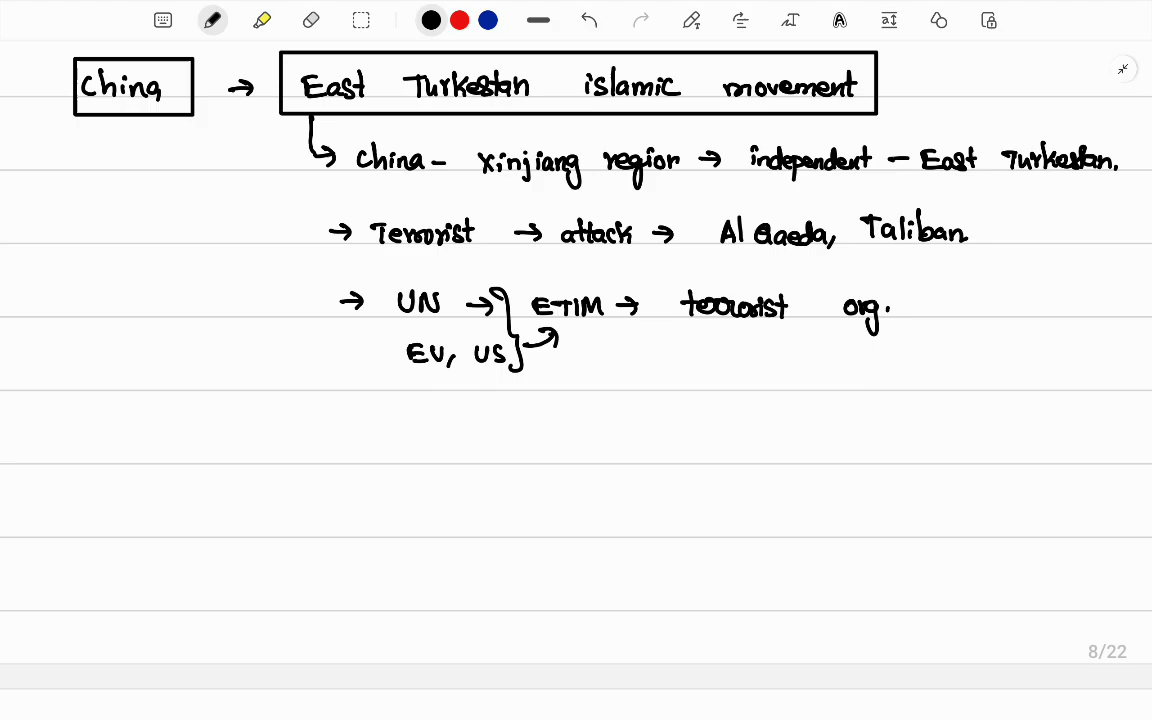 China → East Turkestan islamic movement
China - Xinjiang region → independent - East Turkestan.
→ Terrorist → attack → Al Qaeda, Taliban.
→ UN → } ETIM → terrorist org.
EU, US } →
8/22